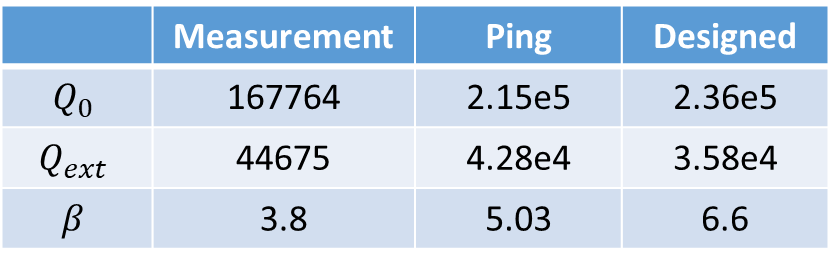 Measurement Ping Designed
Q₀ 167764 2.15e5 2.36e5
Qₑₓₜ 44675 4.28e4 3.58e4
β 3.8 5.03 6.6